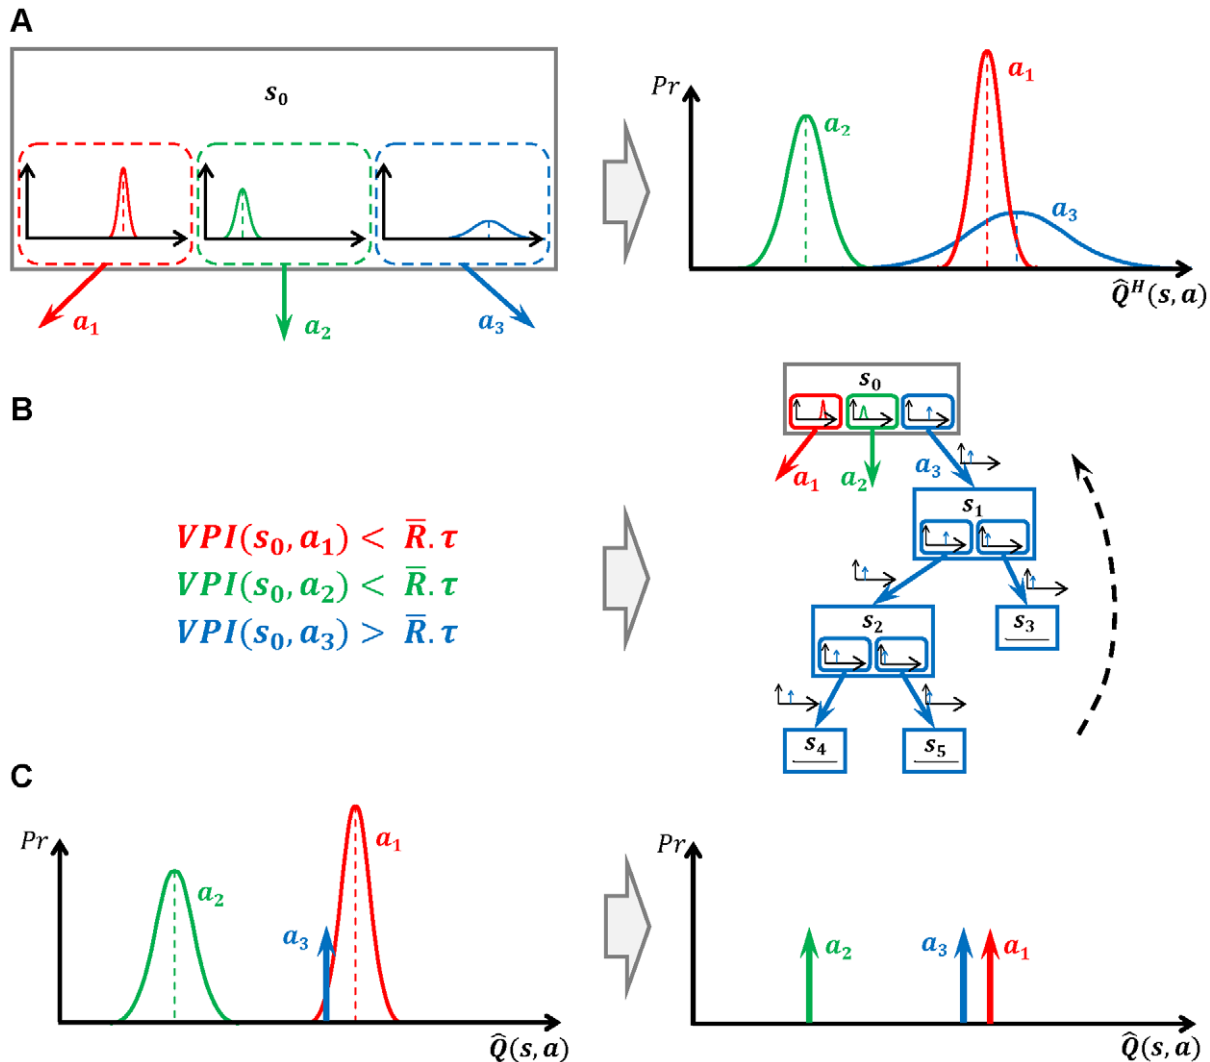 A
s₀
a₁
a₂
a₃
Pr
a₁
a₂
a₃
Q̂ᴴ(s, a)
B
VPI(s₀, a₁) < R̄. τ
VPI(s₀, a₂) < R̄. τ
VPI(s₀, a₃) > R̄. τ
s₀
a₁
a₂
a₃
s₁
s₂
s₃
s₄
s₅
C
Pr
a₁
a₂
a₃
Q̂(s, a)
Pr
a₂
a₃
a₁
Q̂(s, a)